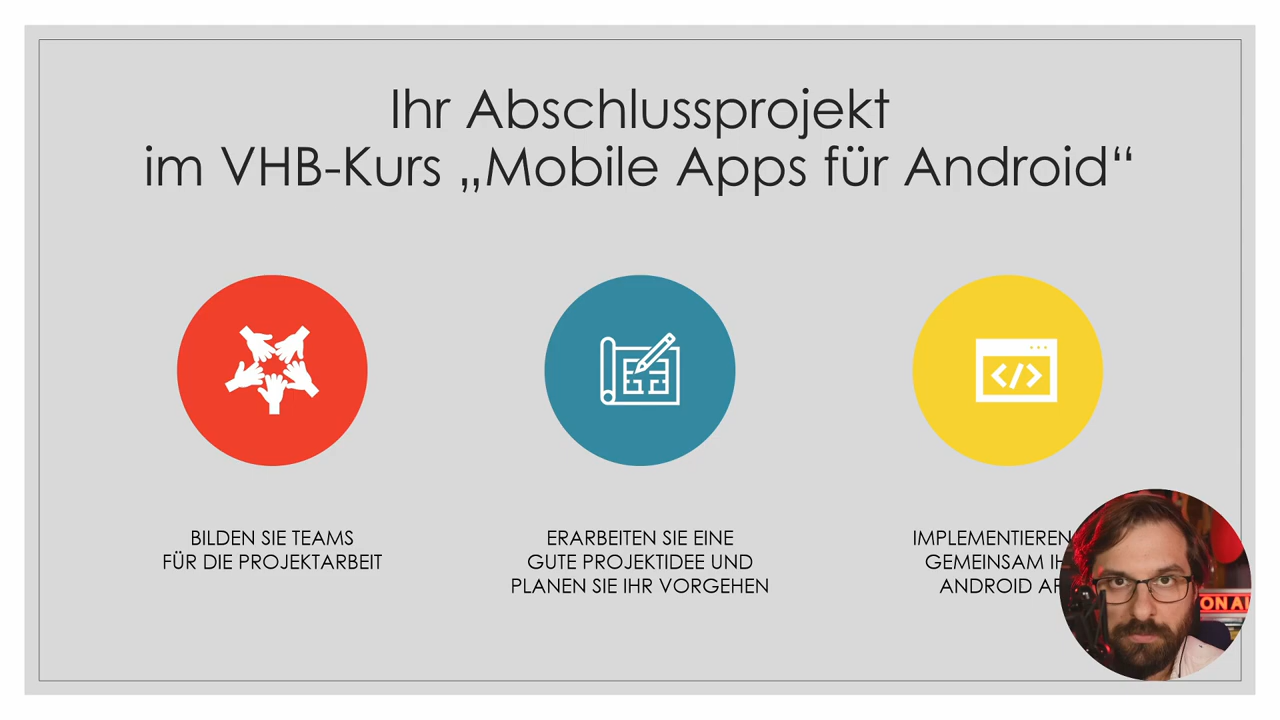 Ihr Abschlussprojekt
im VHB-Kurs „Mobile Apps für Android“
BILDEN SIE TEAMS
FÜR DIE PROJEKTARBEIT
ERARBEITEN SIE EINE
GUTE PROJEKTIDEE UND
PLANEN SIE IHR VORGEHEN
IMPLEMENTIEREN
GEMEINSAM
ANDROID
</>
ON